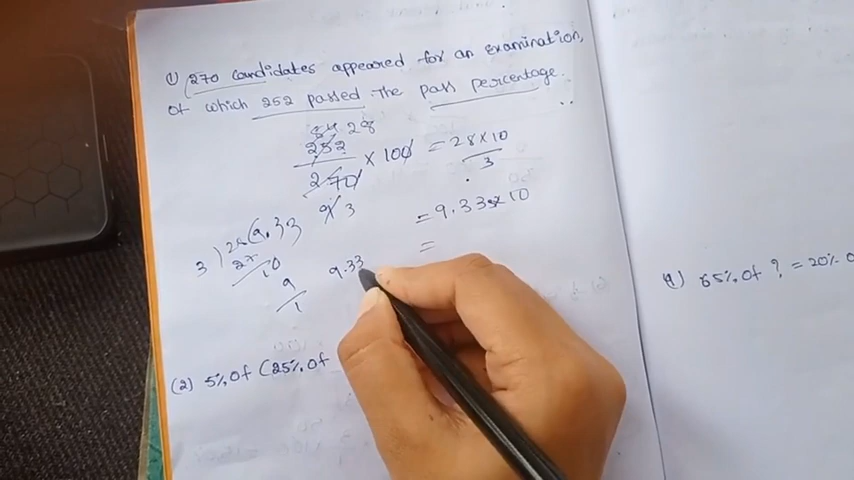 1) 270 candidates appeared for an examination,
of which 252 passed. The pass percentage.
84 28
252
270 × 100 = 28 × 10
3
9 3
= 9.33 × 10
3) 28 (9.33
27
10
9
1
9.33
=
(2) 5% of (25% of
65% of ? = 20% o